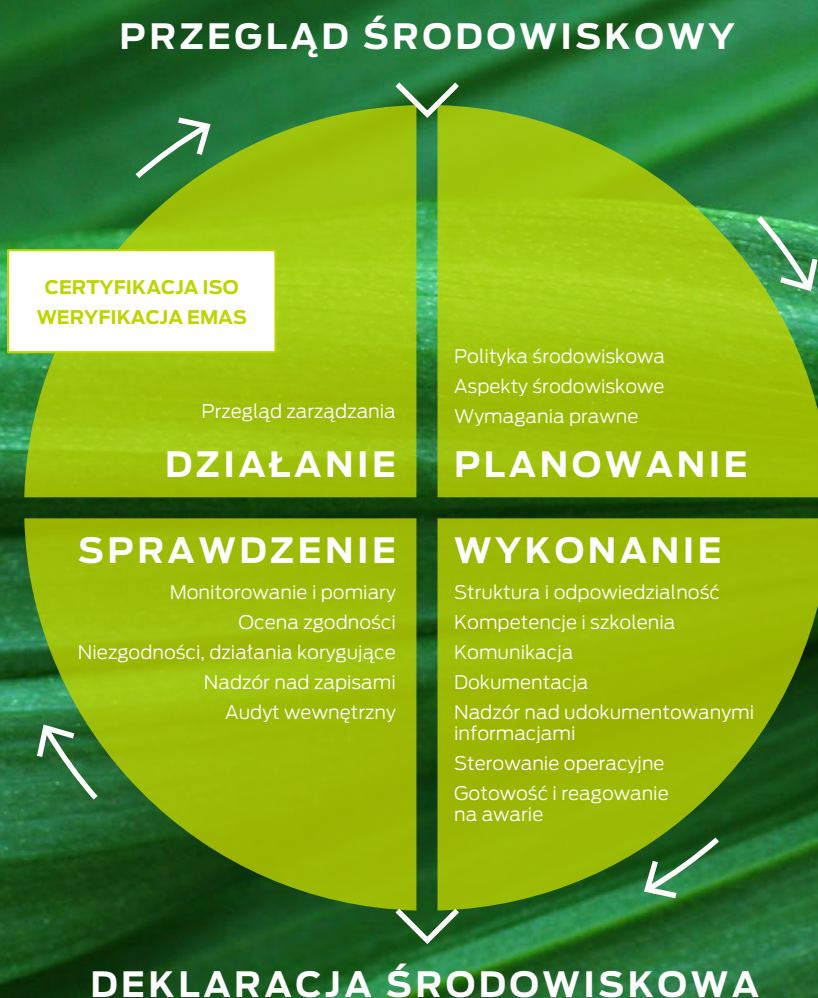 PRZEGLĄD ŚRODOWISKOWY
CERTYFIKACJA ISO
WERYFIKACJA EMAS
Przegląd zarządzania
DZIAŁANIE
Polityka środowiskowa
Aspekty środowiskowe
Wymagania prawne
PLANOWANIE
SPRAWDZENIE
Monitorowanie i pomiary
Ocena zgodności
Niezgodności, działania korygujące
Nadzór nad zapisami
Audyt wewnętrzny
WYKONANIE
Struktura i odpowiedzialność
Kompetencje i szkolenia
Komunikacja
Dokumentacja
Nadzór nad udokumentowanymi
informacjami
Sterowanie operacyjne
Gotowość i reagowanie
na awarie
DEKLARACJA ŚRODOWISKOWA